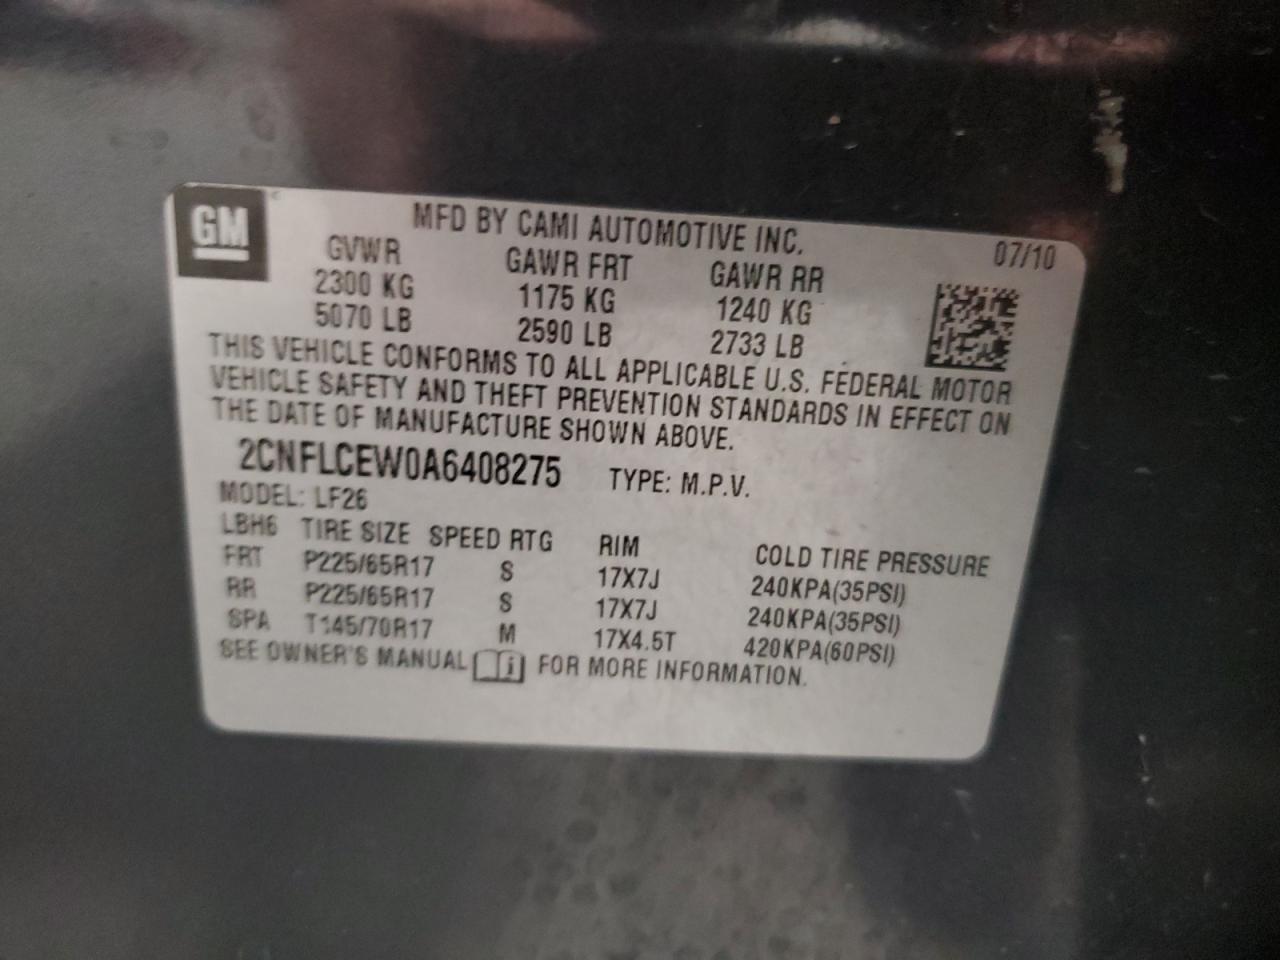 GM
MFD BY CAMI AUTOMOTIVE INC.
07/10
GVWR GAWR FRT GAWR RR
2300 KG 1175 KG 1240 KG
5070 LB 2590 LB 2733 LB
THIS VEHICLE CONFORMS TO ALL APPLICABLE U.S. FEDERAL MOTOR
VEHICLE SAFETY AND THEFT PREVENTION STANDARDS IN EFFECT ON
THE DATE OF MANUFACTURE SHOWN ABOVE.
2CNFLCEW0A6408275 TYPE: M.P.V.
MODEL: LF26
LBH6 TIRE SIZE SPEED RTG RIM COLD TIRE PRESSURE
FRT P225/65R17 S 17X7J 240KPA(35PSI)
RR P225/65R17 S 17X7J 240KPA(35PSI)
SPA T145/70R17 M 17X4.5T 420KPA(60PSI)
SEE OWNER'S MANUAL i FOR MORE INFORMATION.